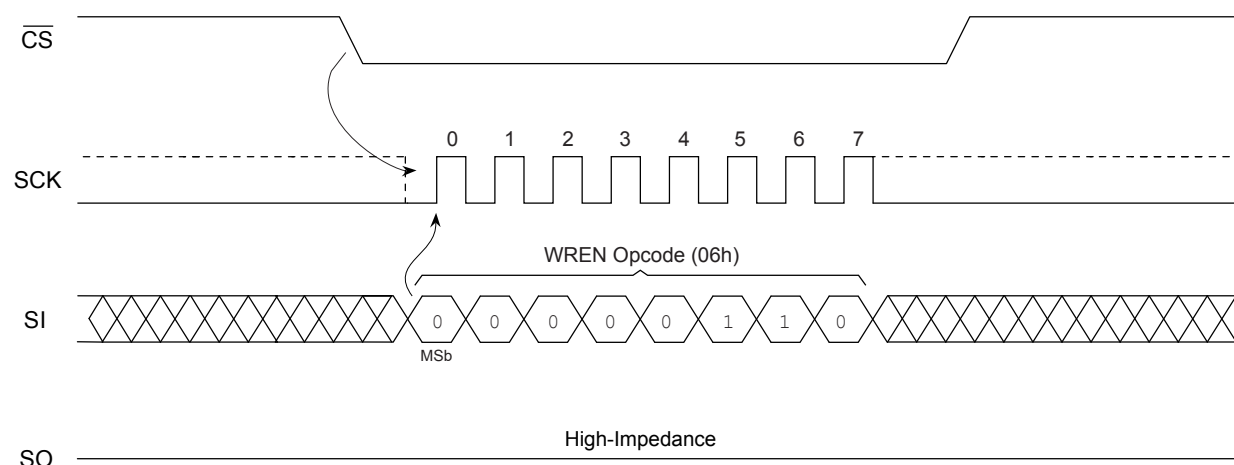 CS
0 1 2 3 4 5 6 7
SCK
WREN Opcode (06h)
SI
0 0 0 0 0 1 1 0
MSb
High-Impedance
SO